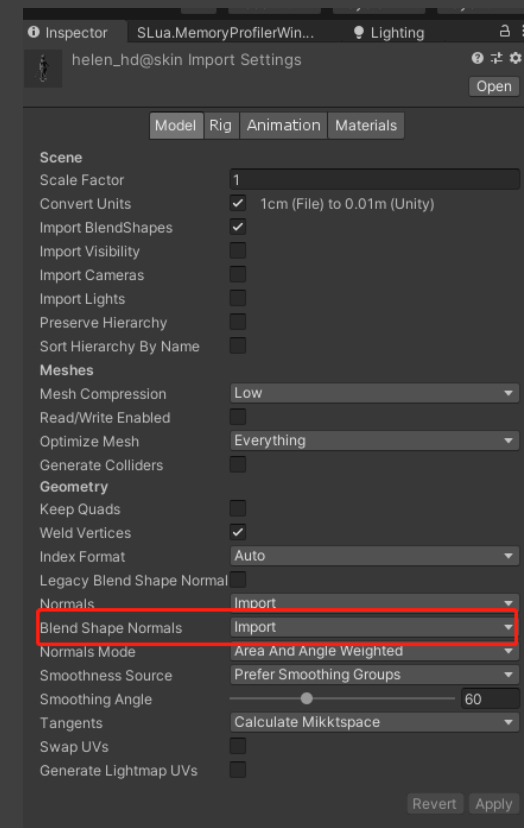 Inspector SLua.MemoryProfilerWin... Lighting
helen_hd@skin Import Settings
Open
Model Rig Animation Materials
Scene
Scale Factor 1
Convert Units 1cm (File) to 0.01m (Unity)
Import BlendShapes
Import Visibility
Import Cameras
Import Lights
Preserve Hierarchy
Sort Hierarchy By Name
Meshes
Mesh Compression Low
Read/Write Enabled
Optimize Mesh Everything
Generate Colliders
Geometry
Keep Quads
Weld Vertices
Index Format Auto
Legacy Blend Shape Normal
Normals Import
Blend Shape Normals Import
Normals Mode Area And Angle Weighted
Smoothness Source Prefer Smoothing Groups
Smoothing Angle 60
Tangents Calculate Mikktspace
Swap UVs
Generate Lightmap UVs
Revert Apply